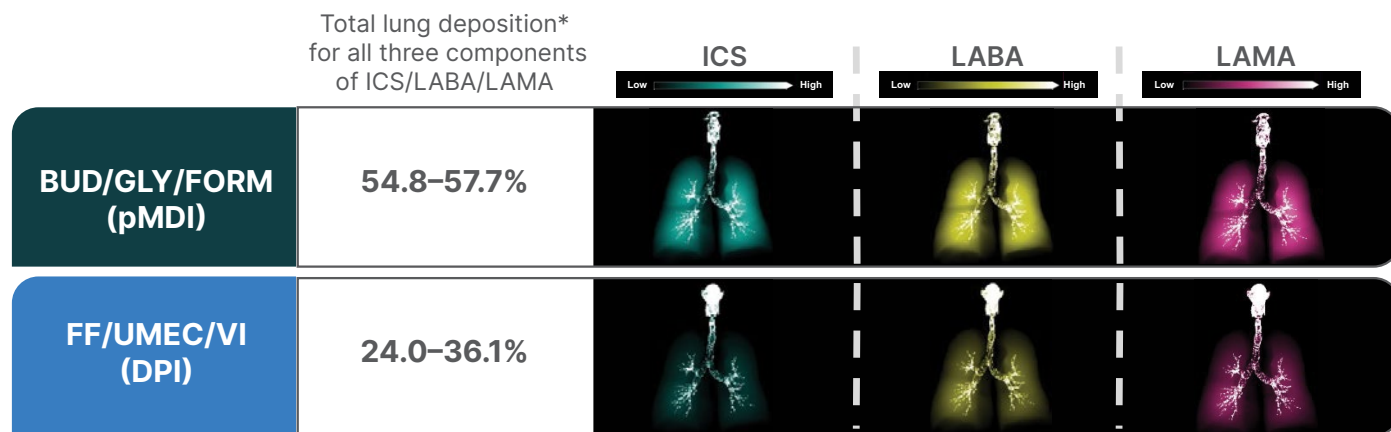 Total lung deposition*
for all three components
of ICS/LABA/LAMA
ICS
LABA
LAMA
Low
High
Low
High
Low
High
BUD/GLY/FORM
(pMDI)
54.8–57.7%
FF/UMEC/VI
(DPI)
24.0–36.1%